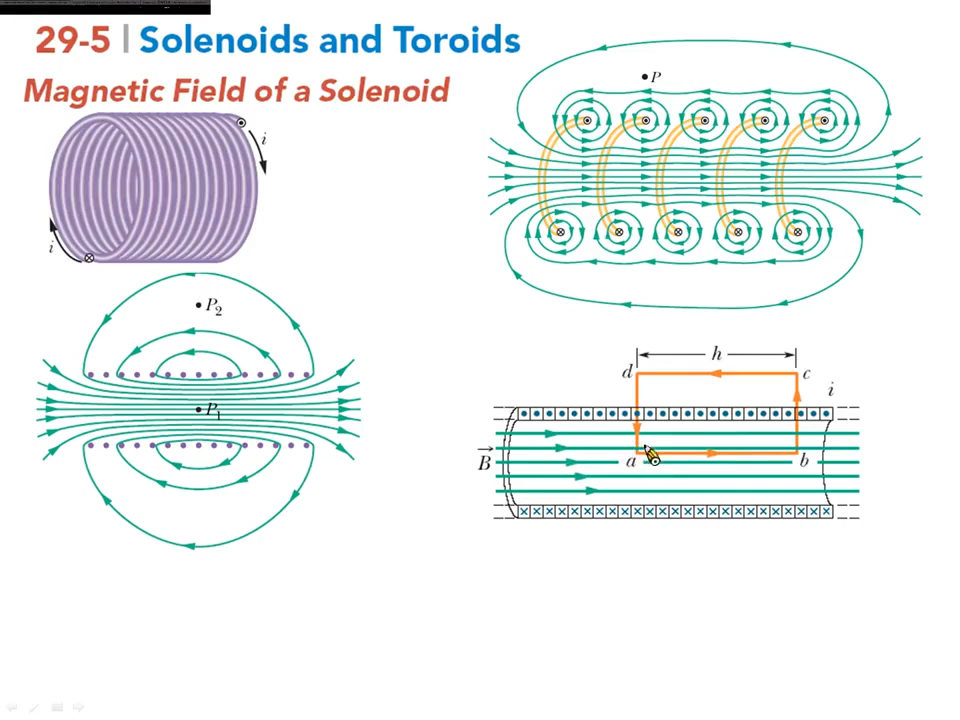 29-5 | Solenoids and Toroids
Magnetic Field of a Solenoid
i
i
P
P2
P1
h
d
c
i
B
a
b